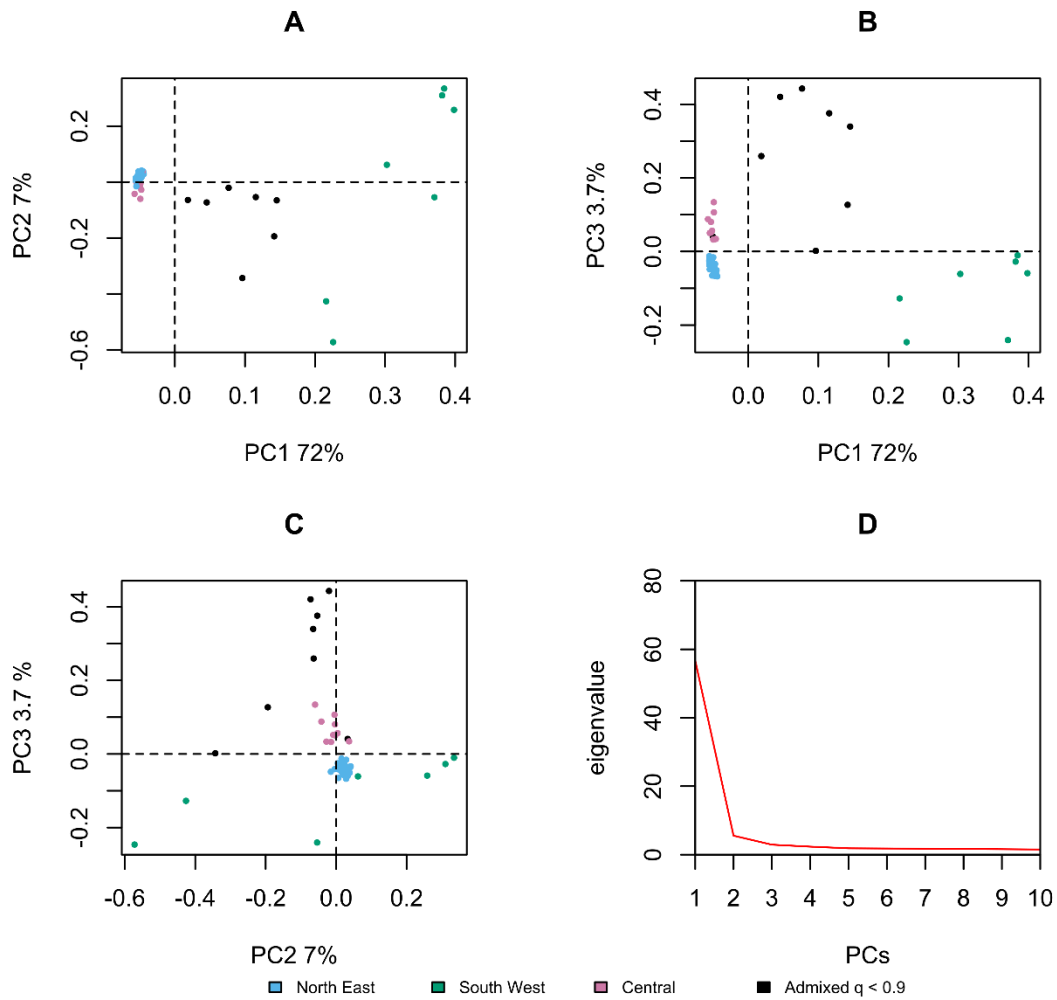 A
PC2 7%
0.2
-0.2
-0.6
0.0 0.1 0.2 0.3 0.4
PC1 72%
B
PC3 3.7%
0.4
0.2
0.0
-0.2
0.0 0.1 0.2 0.3 0.4
PC1 72%
C
PC3 3.7 %
0.4
0.2
0.0
-0.2
-0.6 -0.4 -0.2 0.0 0.2
PC2 7%
D
eigenvalue
80
60
40
20
0
1 2 3 4 5 6 7 8 9 10
PCs
North East South West Central Admixed q < 0.9